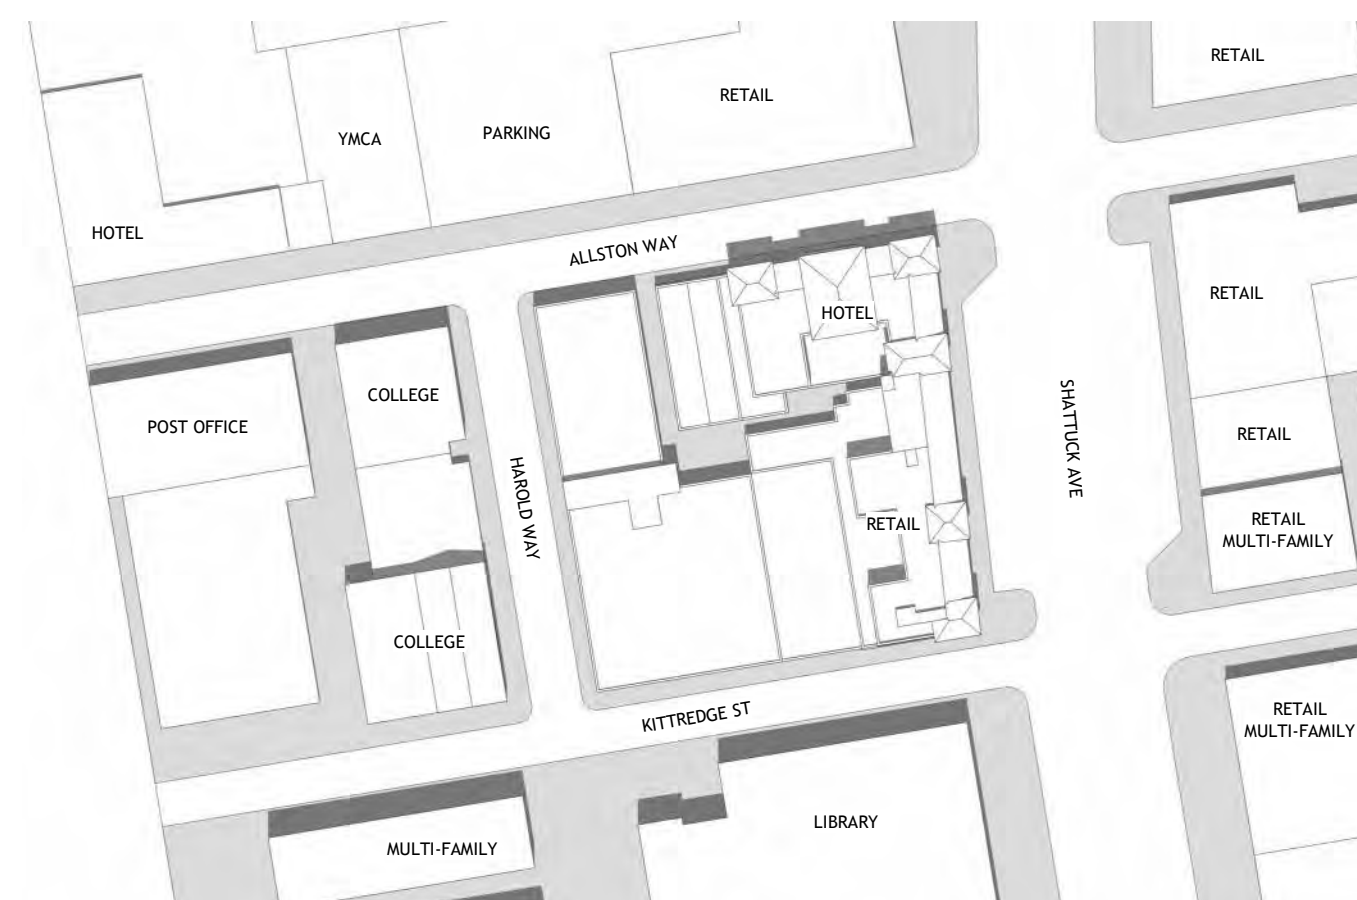 RETAIL
RETAIL
YMCA
PARKING
HOTEL
ALLSTON WAY
HOTEL
RETAIL
COLLEGE
POST OFFICE
SHATTUCK AVE
RETAIL
HAROLD WAY
RETAIL
RETAIL
MULTI-FAMILY
COLLEGE
KITTREDGE ST
RETAIL
MULTI-FAMILY
LIBRARY
MULTI-FAMILY